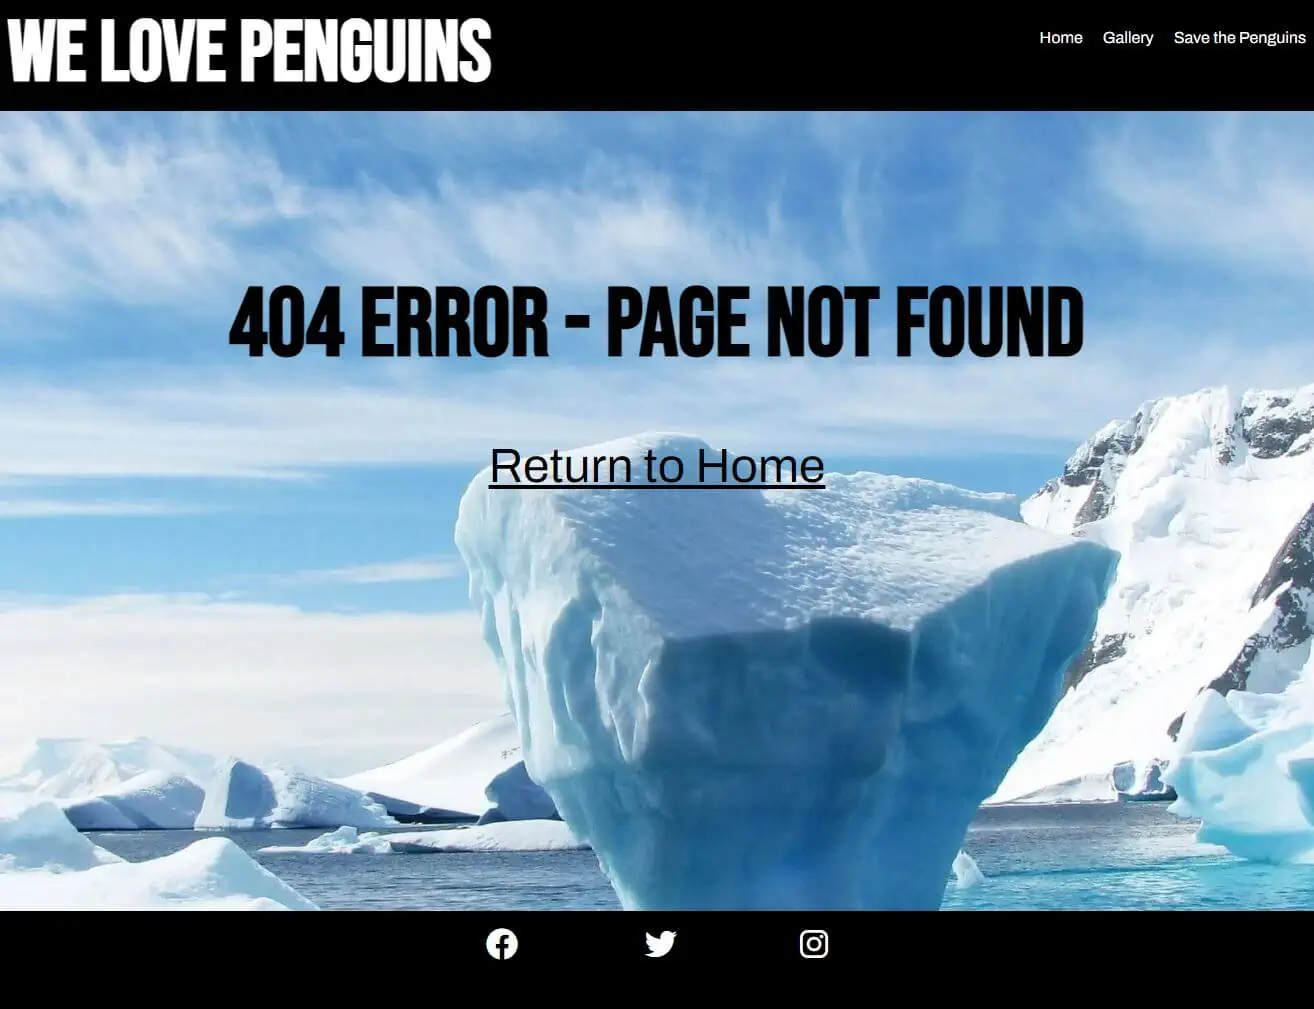 WE LOVE PENGUINS
Home Gallery Save the Penguins
404 ERROR - PAGE NOT FOUND
Return to Home